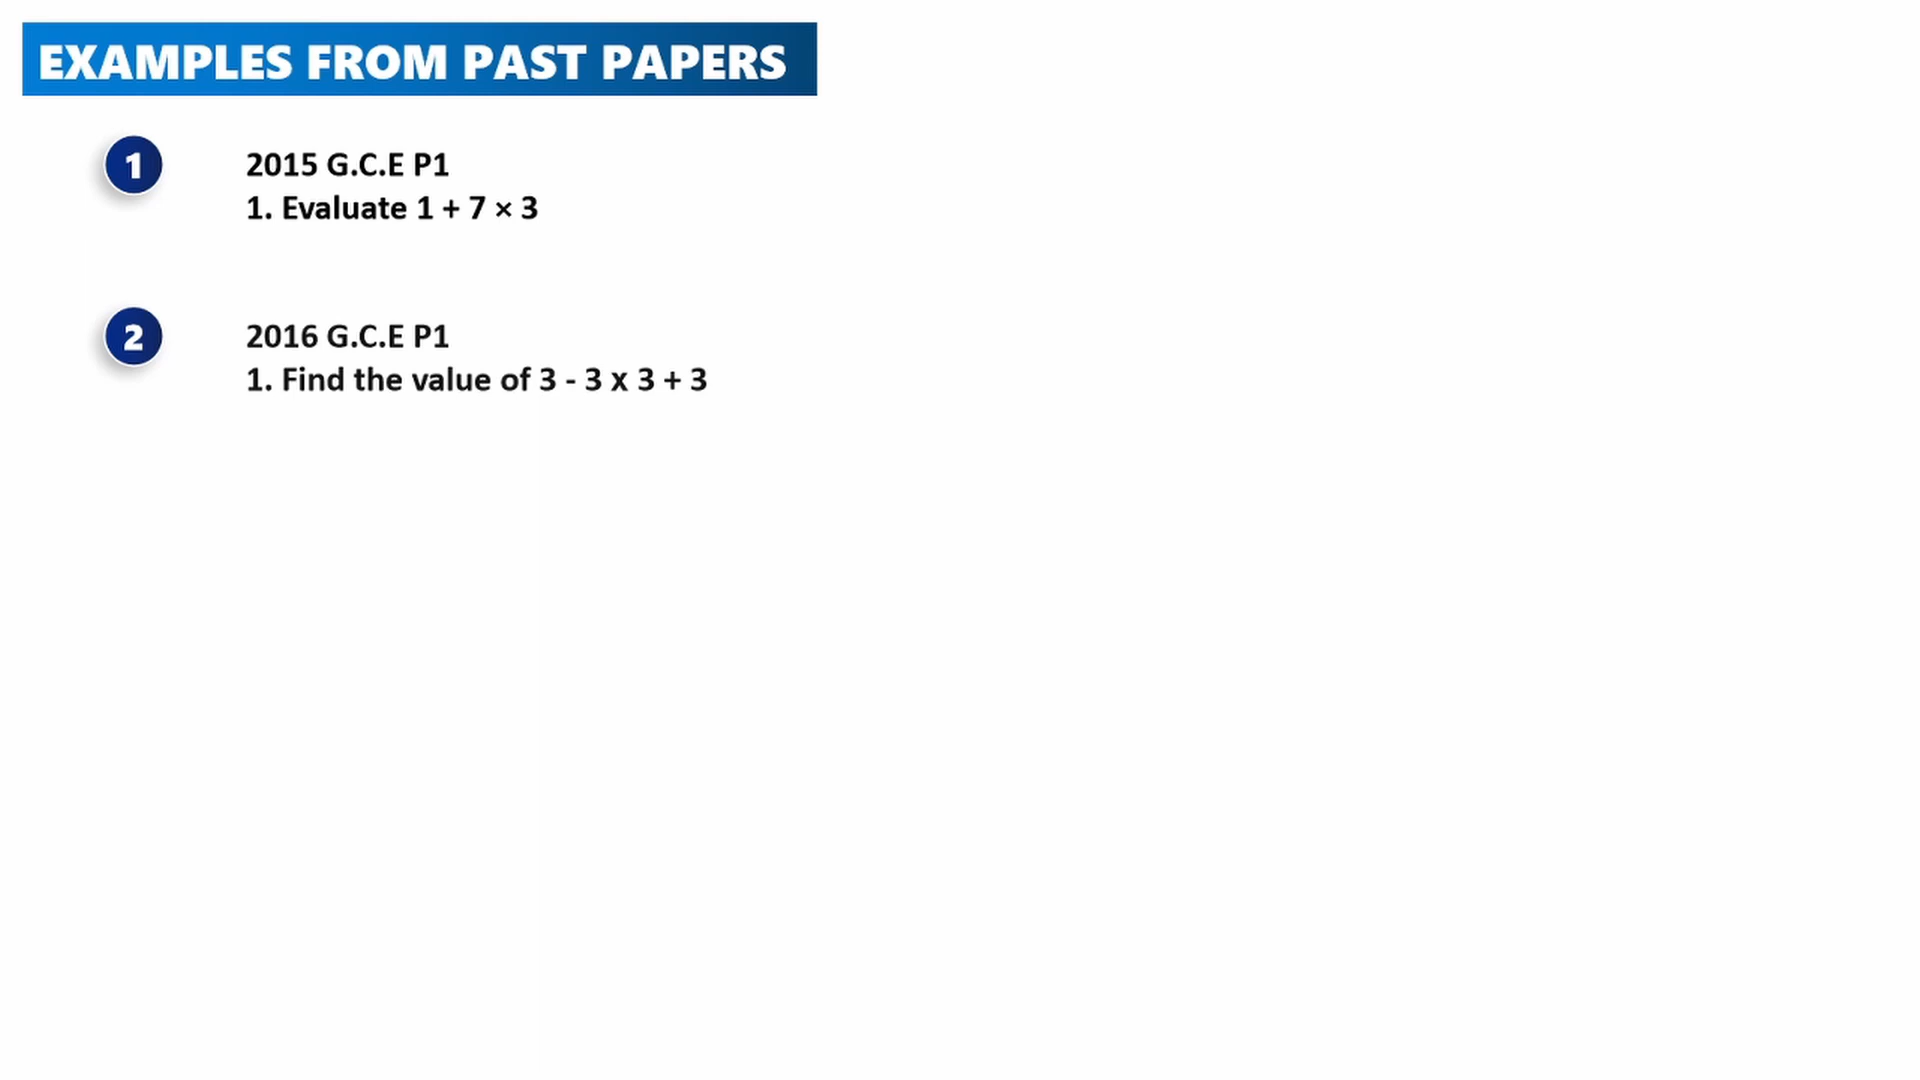 EXAMPLES FROM PAST PAPERS
1
2015 G.C.E P1
1. Evaluate 1 + 7 × 3
2
2016 G.C.E P1
1. Find the value of 3 - 3 x 3 + 3